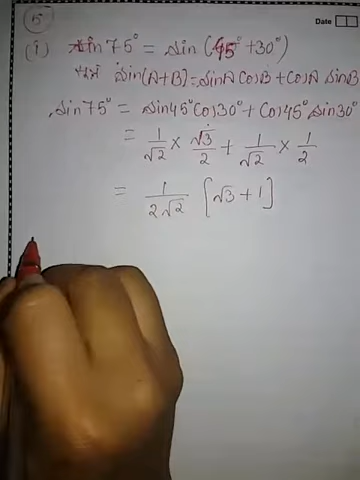 5
Date
(i) sin 75° = sin (45° + 30°)
sin(A+B) = sinA CosB + CosA sinB
sin 75° = sin45° Cos30° + Cos45° sin30°
= 1/√2 × √3/2 + 1/√2 × 1/2
= 1/2√2 [√3 + 1]